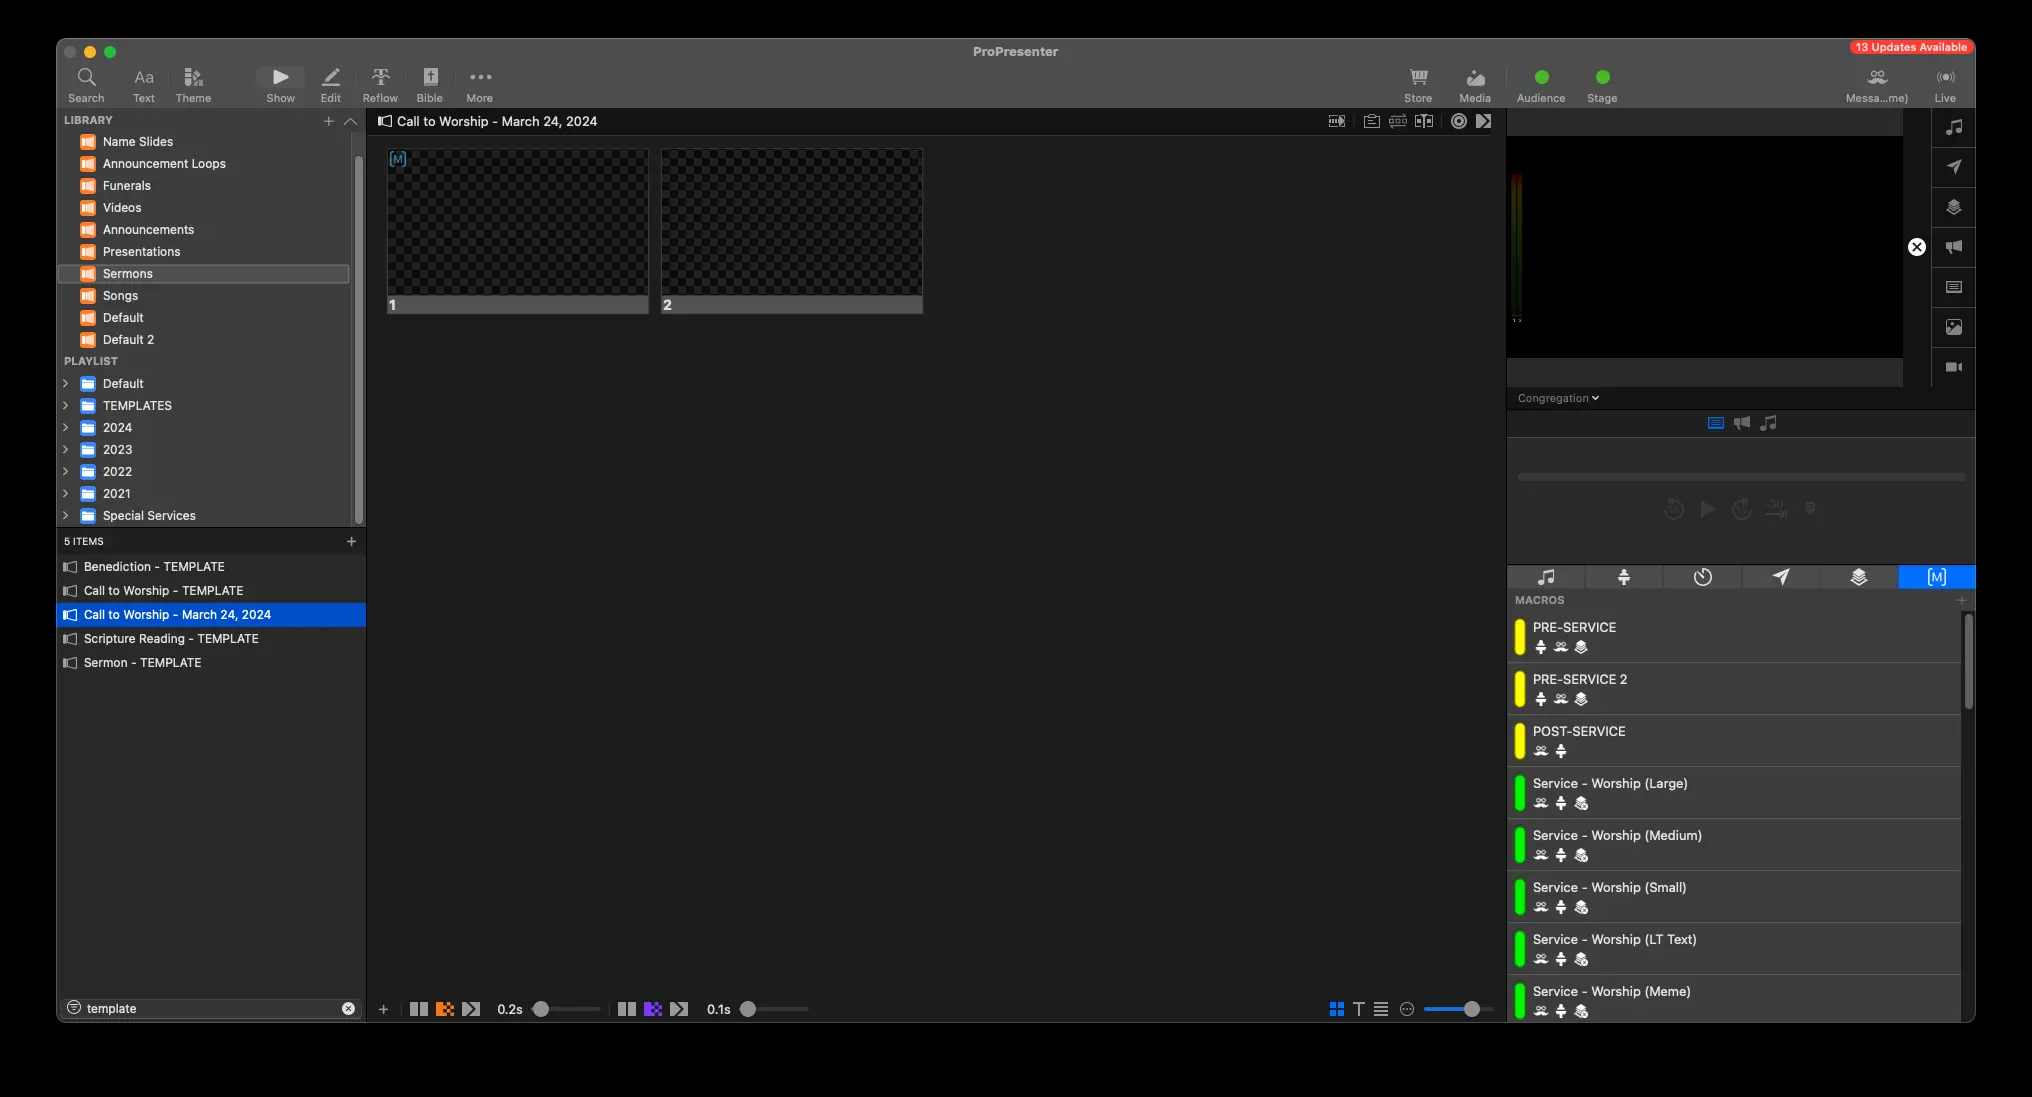 ProPresenter
13 Updates Available
Search
Aa
Text
Theme
Show
Edit
Reflow
Bible
More
Store
Media
Audience
Stage
Messa...me)
Live
LIBRARY
Name Slides
Announcement Loops
Funerals
Videos
Announcements
Presentations
Sermons
Songs
Default
Default 2
PLAYLIST
Default
TEMPLATES
2024
2023
2022
2021
Special Services
5 ITEMS
Benediction - TEMPLATE
Call to Worship - TEMPLATE
Call to Worship - March 24, 2024
Scripture Reading - TEMPLATE
Sermon - TEMPLATE
template
Call to Worship - March 24, 2024
[M]
1
2
0.2s
0.1s
Congregation
[M]
MACROS
PRE-SERVICE
PRE-SERVICE 2
POST-SERVICE
Service - Worship (Large)
Service - Worship (Medium)
Service - Worship (Small)
Service - Worship (LT Text)
Service - Worship (Meme)